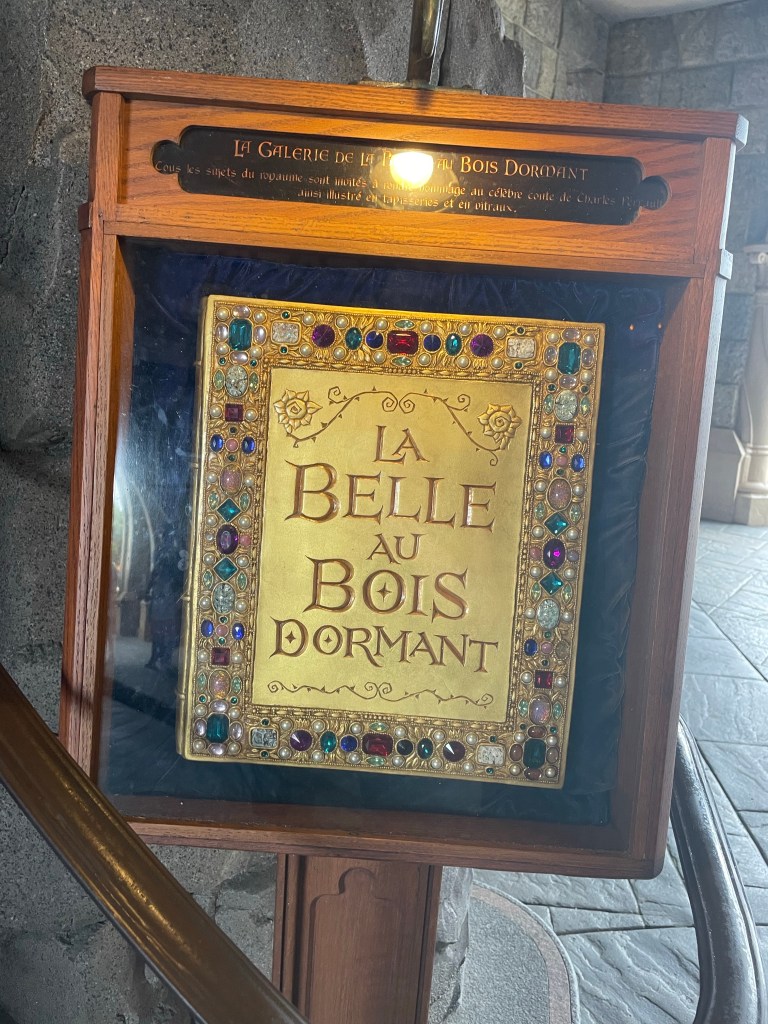 La Galerie de La au Bois Dormant
Tous les sujets du royaume sont invités à hommage au célèbre conte de Charles
ainsi illustré en tapisseries et en vitraux.
La
Belle
au
Bois
Dormant